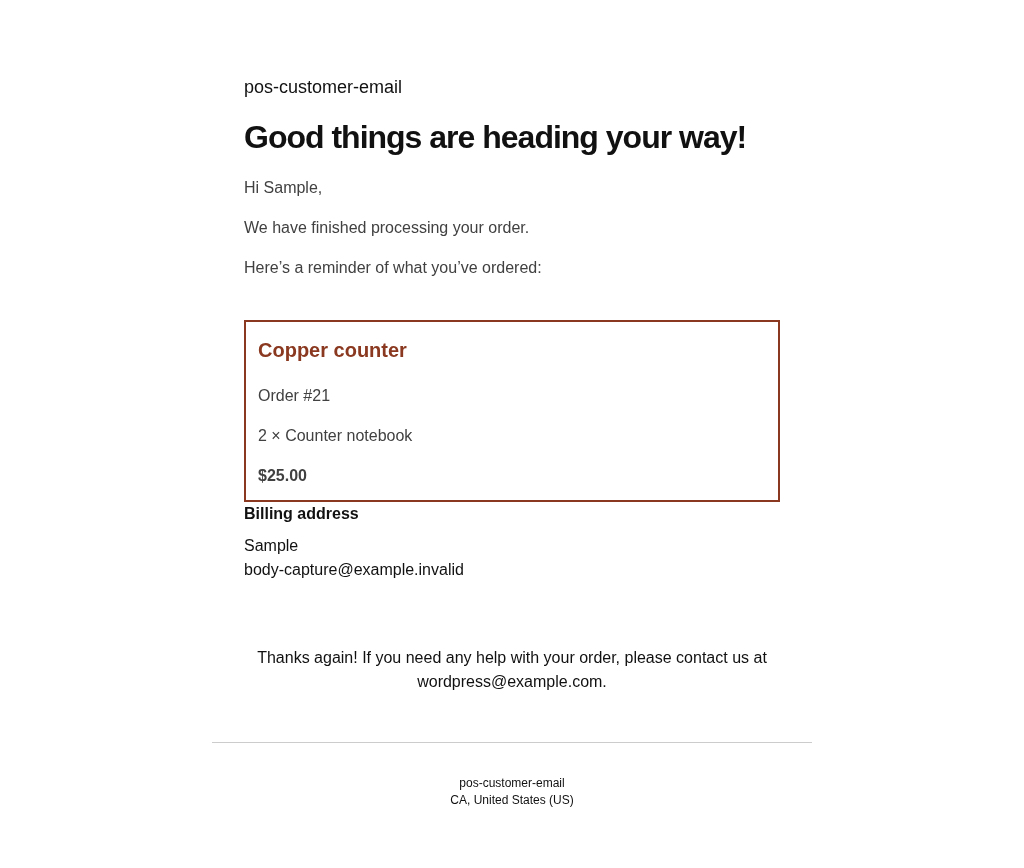 pos-customer-email
Good things are heading your way!
Hi Sample,
We have finished processing your order.
Here’s a reminder of what you’ve ordered:
Copper counter
Order #21
2 × Counter notebook
$25.00
Billing address
Sample
body-capture@example.invalid
Thanks again! If you need any help with your order, please contact us at
wordpress@example.com.
pos-customer-email
CA, United States (US)